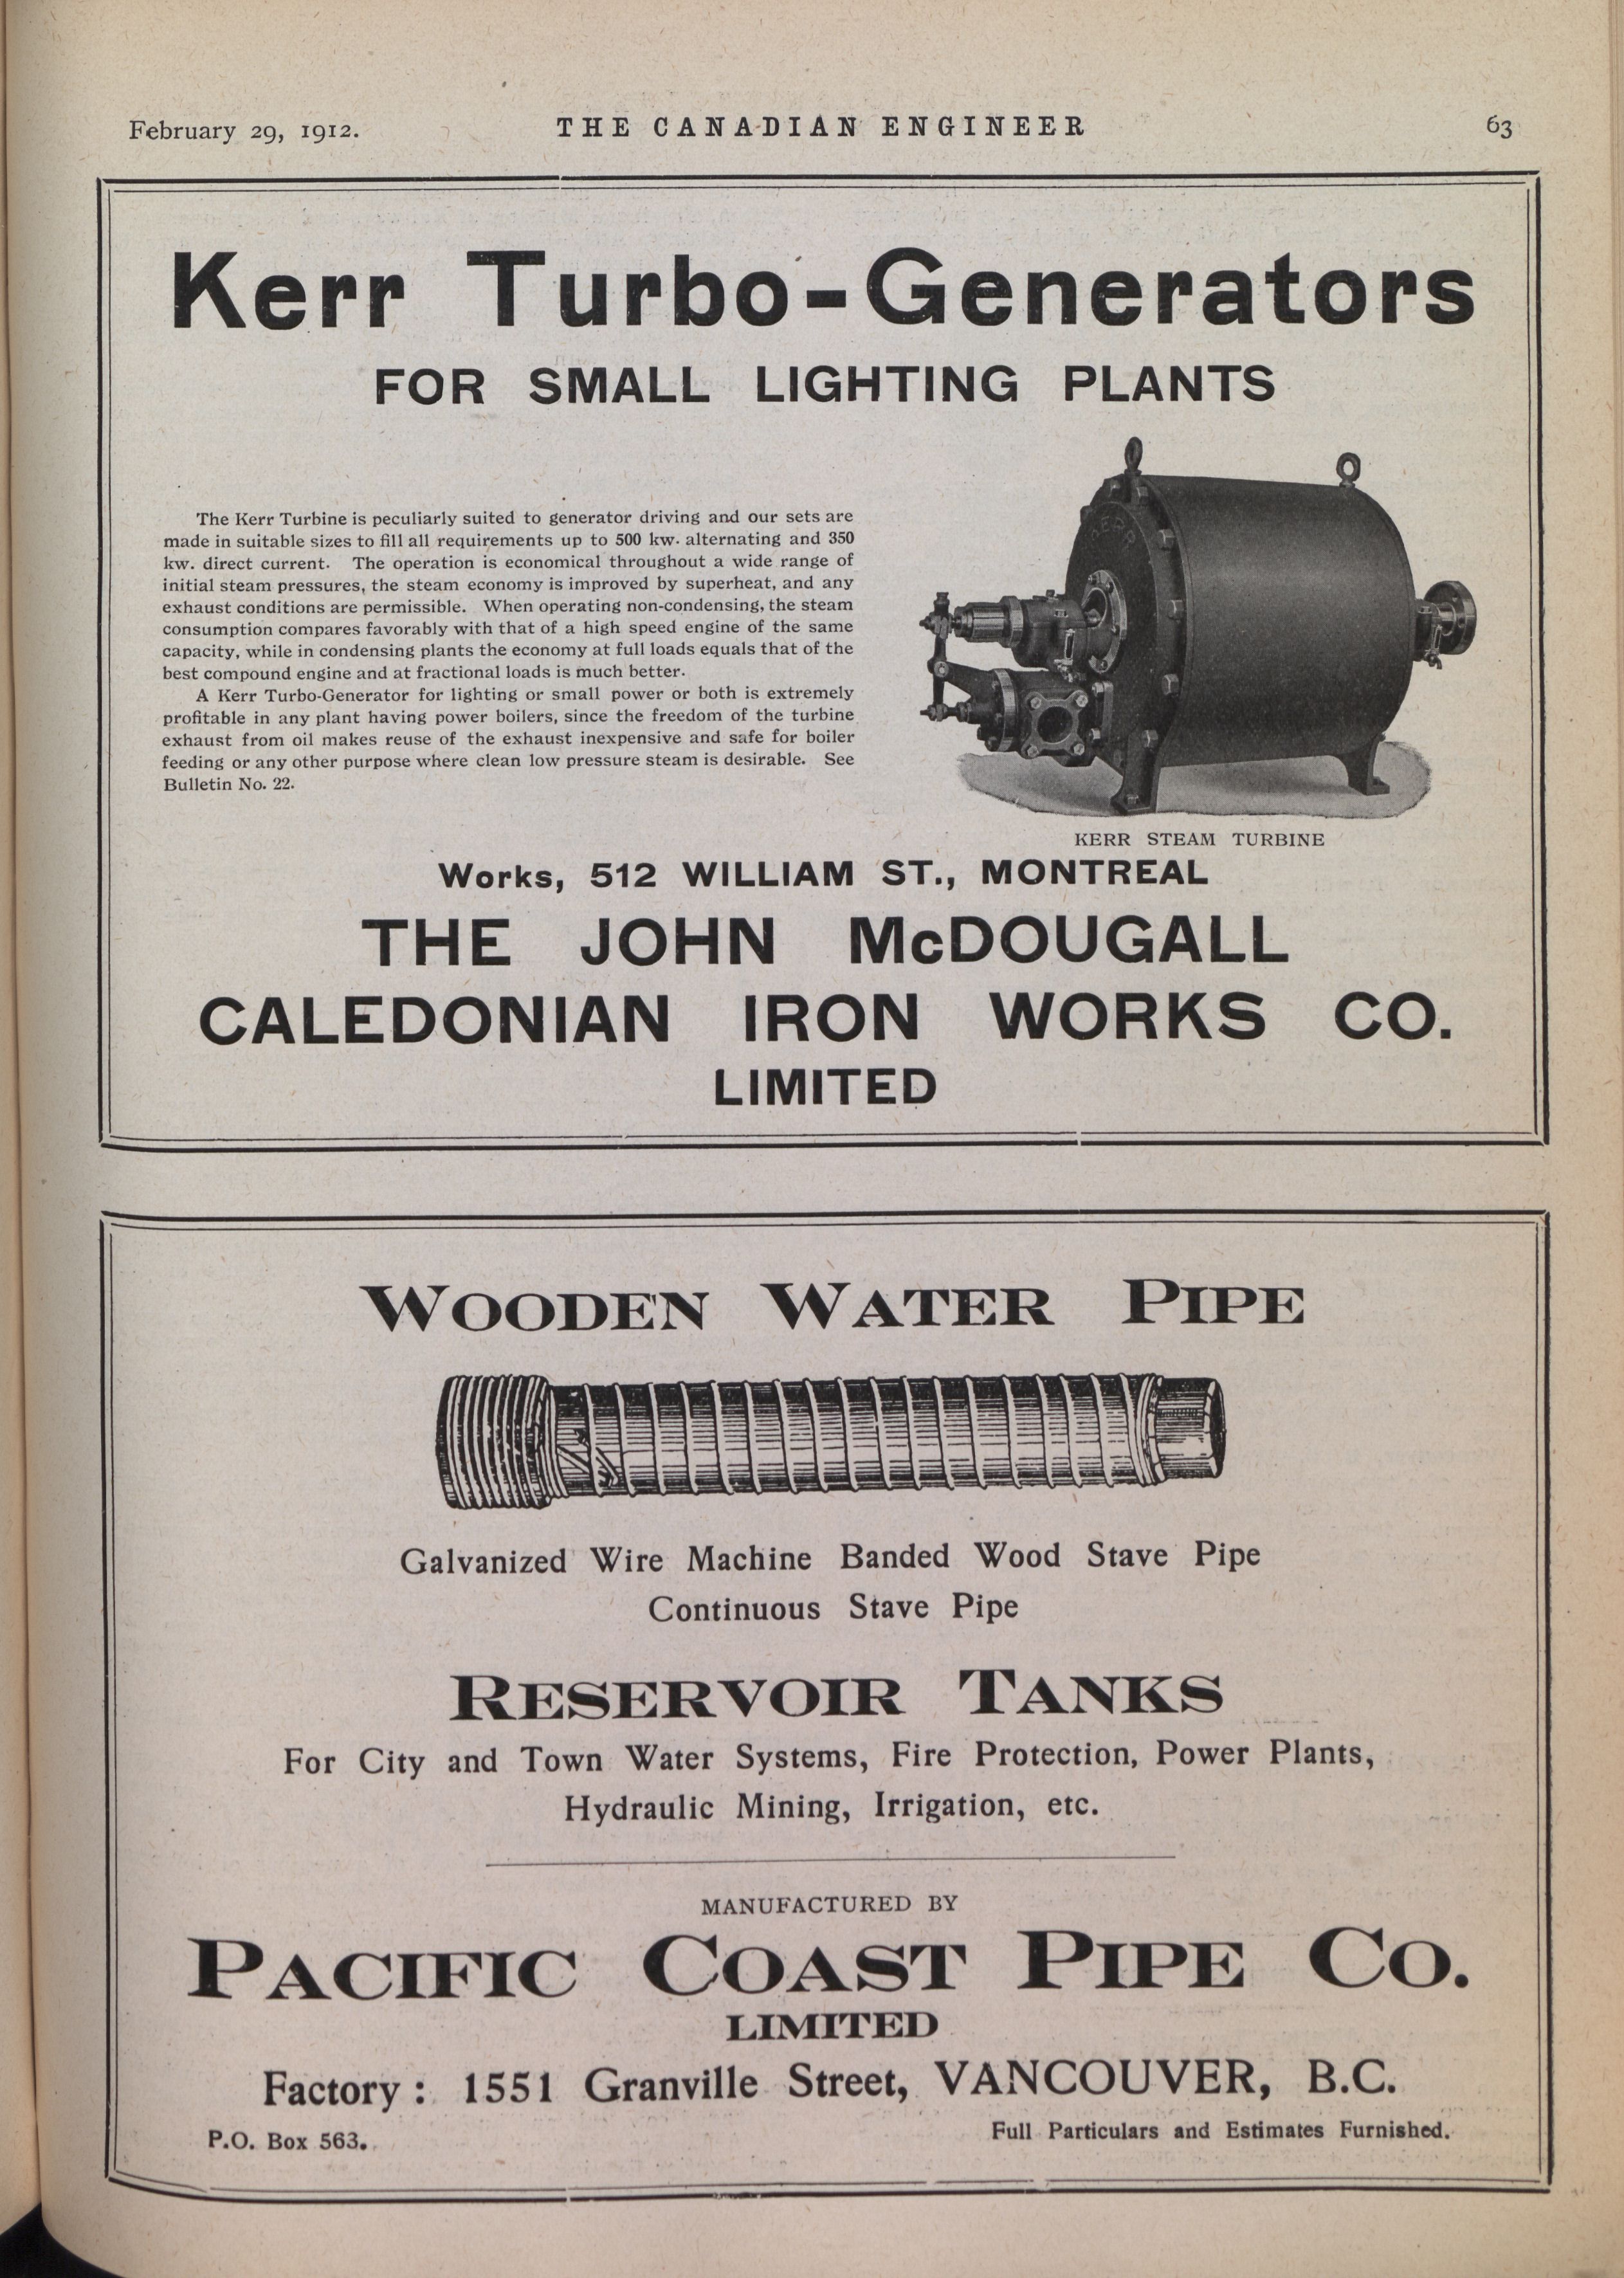 February 29, 1912.
THE CANADIAN ENGINEER
63
Kerr Turbo-Generators
FOR SMALL LIGHTING PLANTS
The Kerr Turbine is peculiarly suited to generator driving and our sets are
made in suitable sizes to fill all requirements up to 500 kw. alternating and 350
kw. direct current. The operation is economical throughout a wide range of
initial steam pressures, the steam economy is improved by superheat, and any
exhaust conditions are permissible. When operating non-condensing, the steam
consumption compares favorably with that of a high speed engine of the same
capacity, while in condensing plants the economy at full loads equals that of the
best compound engine and at fractional loads is much better.
A Kerr Turbo-Generator for lighting or small power or both is extremely
profitable in any plant having power boilers, since the freedom of the turbine
exhaust from oil makes reuse of the exhaust inexpensive and safe for boiler
feeding or any other purpose where clean low pressure steam is desirable. See
Bulletin No. 22.
KERR
KERR STEAM TURBINE
Works, 512 WILLIAM ST., MONTREAL
THE JOHN McDOUGALL
CALEDONIAN IRON WORKS CO.
LIMITED
WOODEN WATER PIPE
Galvanized Wire Machine Banded Wood Stave Pipe
Continuous Stave Pipe
RESERVOIR TANKS
For City and Town Water Systems, Fire Protection, Power Plants,
Hydraulic Mining, Irrigation, etc.
MANUFACTURED BY
PACIFIC COAST PIPE CO.
LIMITED
Factory: 1551 Granville Street, VANCOUVER, B.C.
P.O. Box 563.
Full Particulars and Estimates Furnished.